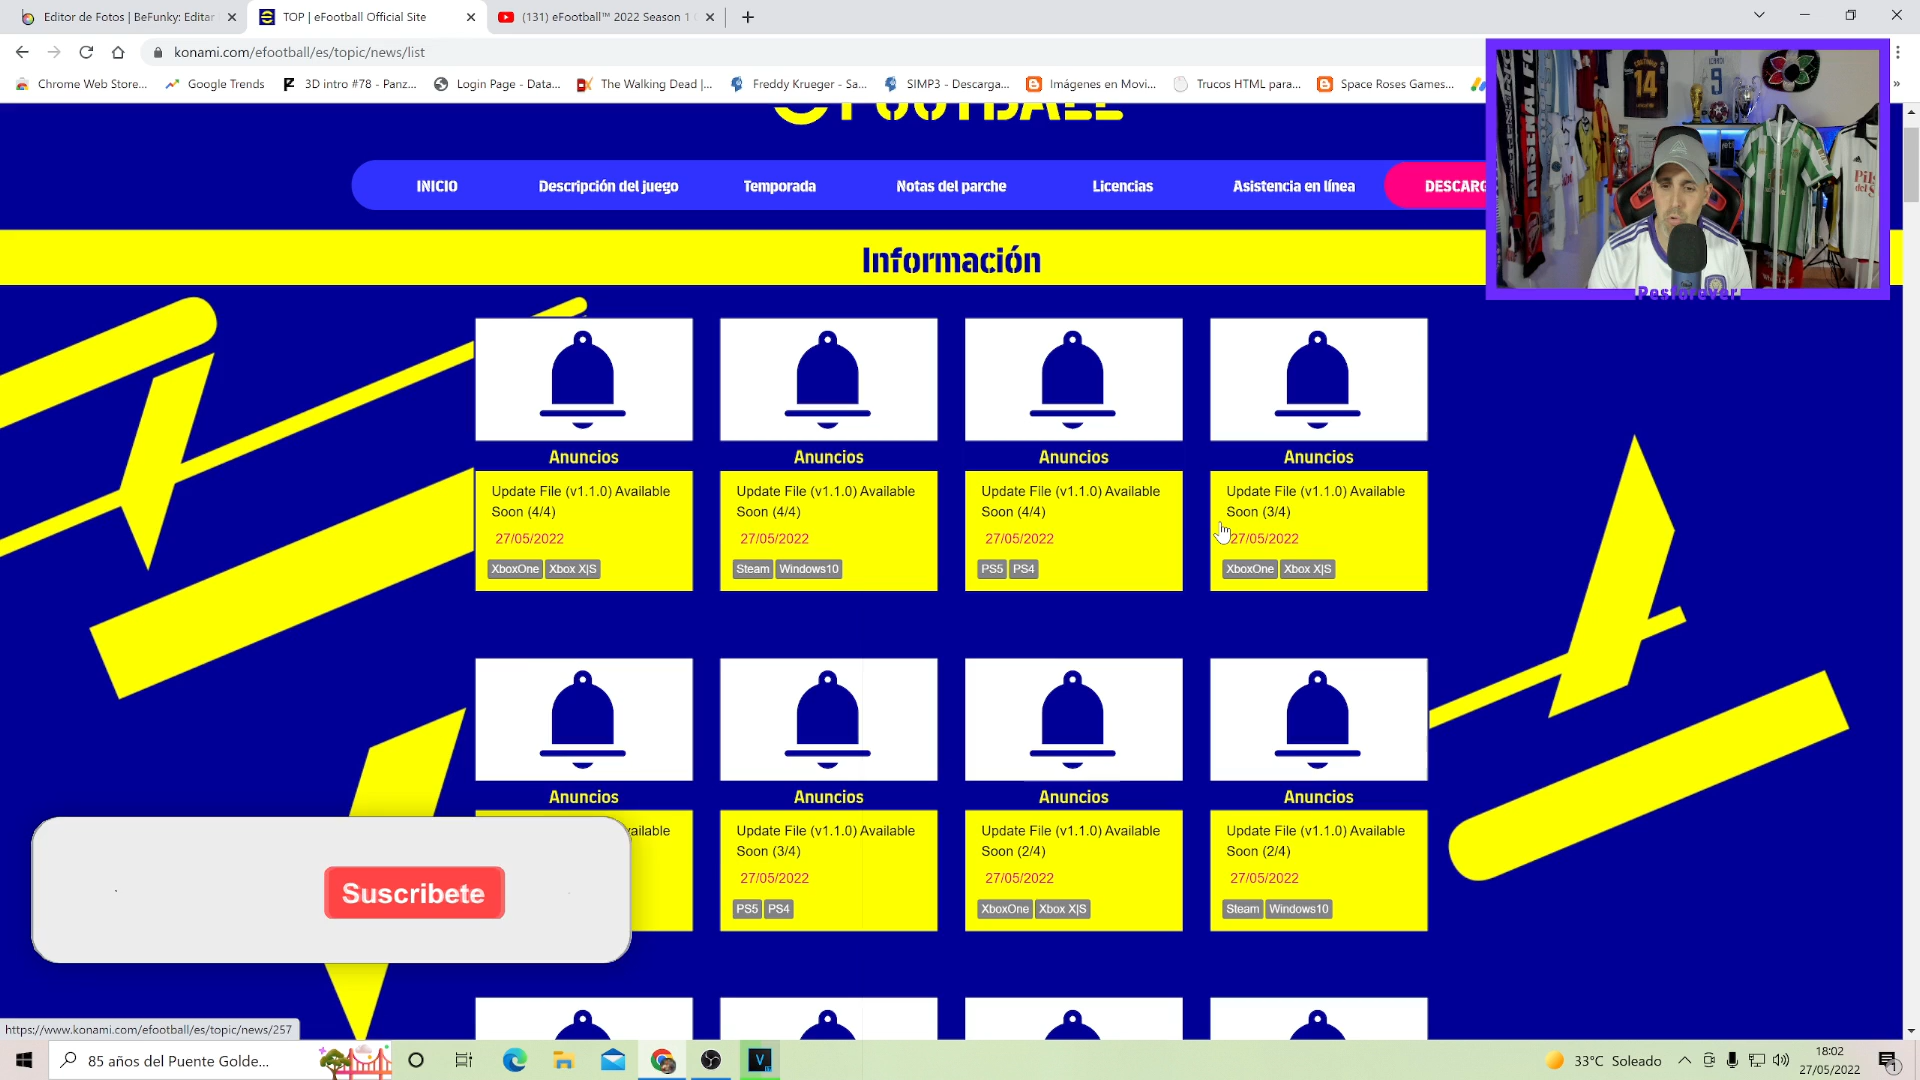 Editor de Fotos | BeFunky: Editar
TOP | eFootball Official Site
(131) eFootball™ 2022 Season 1
konami.com/efootball/es/topic/news/list
Chrome Web Store...
Google Trends
3D intro #78 - Panz...
Login Page - Data...
The Walking Dead |...
Freddy Krueger - Sa...
SIMP3 - Descarga...
Imágenes en Movi...
Trucos HTML para...
Space Roses Games...
»
eFOOTBALL
INICIO
Descripción del juego
Temporada
Notas del parche
Licencias
Asistencia en línea
DESCARG
Información
ARSENAL
14
9
Pesforever
Anuncios
Update File (v1.1.0) Available
Soon (4/4)
27/05/2022
XboxOne Xbox X|S
Anuncios
Update File (v1.1.0) Available
Soon (4/4)
27/05/2022
Steam Windows10
Anuncios
Update File (v1.1.0) Available
Soon (4/4)
27/05/2022
PS5 PS4
Anuncios
Update File (v1.1.0) Available
Soon (3/4)
27/05/2022
XboxOne Xbox X|S
Anuncios
vailable
Anuncios
Update File (v1.1.0) Available
Soon (3/4)
27/05/2022
PS5 PS4
Anuncios
Update File (v1.1.0) Available
Soon (2/4)
27/05/2022
XboxOne Xbox X|S
Anuncios
Update File (v1.1.0) Available
Soon (2/4)
27/05/2022
Steam Windows10
Suscribete
https://www.konami.com/efootball/es/topic/news/257
85 años del Puente Golde...
V
33°C Soleado
18:02
27/05/2022
1